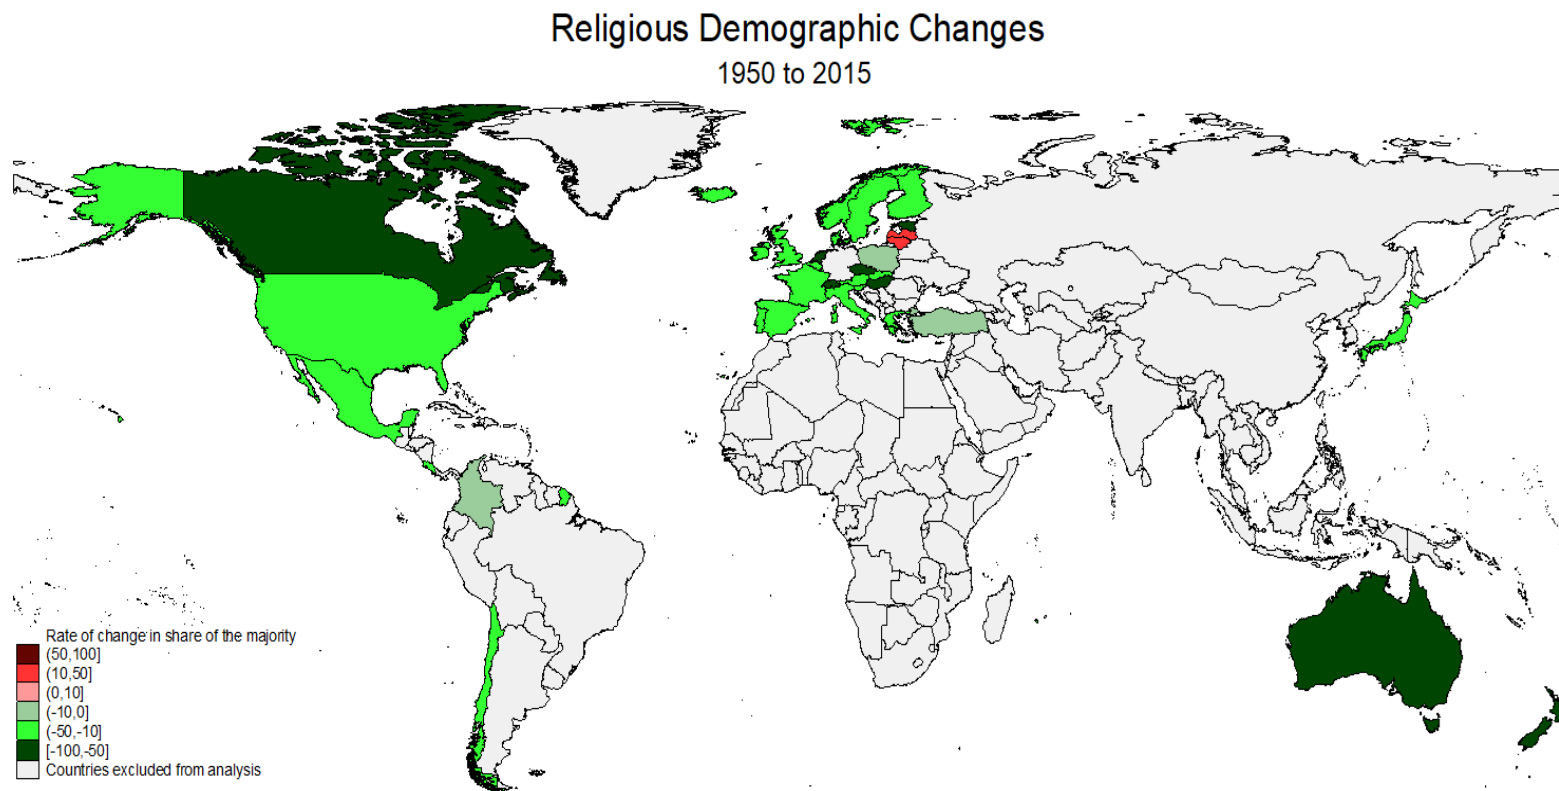 Religious Demographic Changes
1950 to 2015
Rate of change in share of the majority
(50,100]
(10,50]
(0,10]
(-10,0]
(-50,-10]
[-100,-50]
Countries excluded from analysis